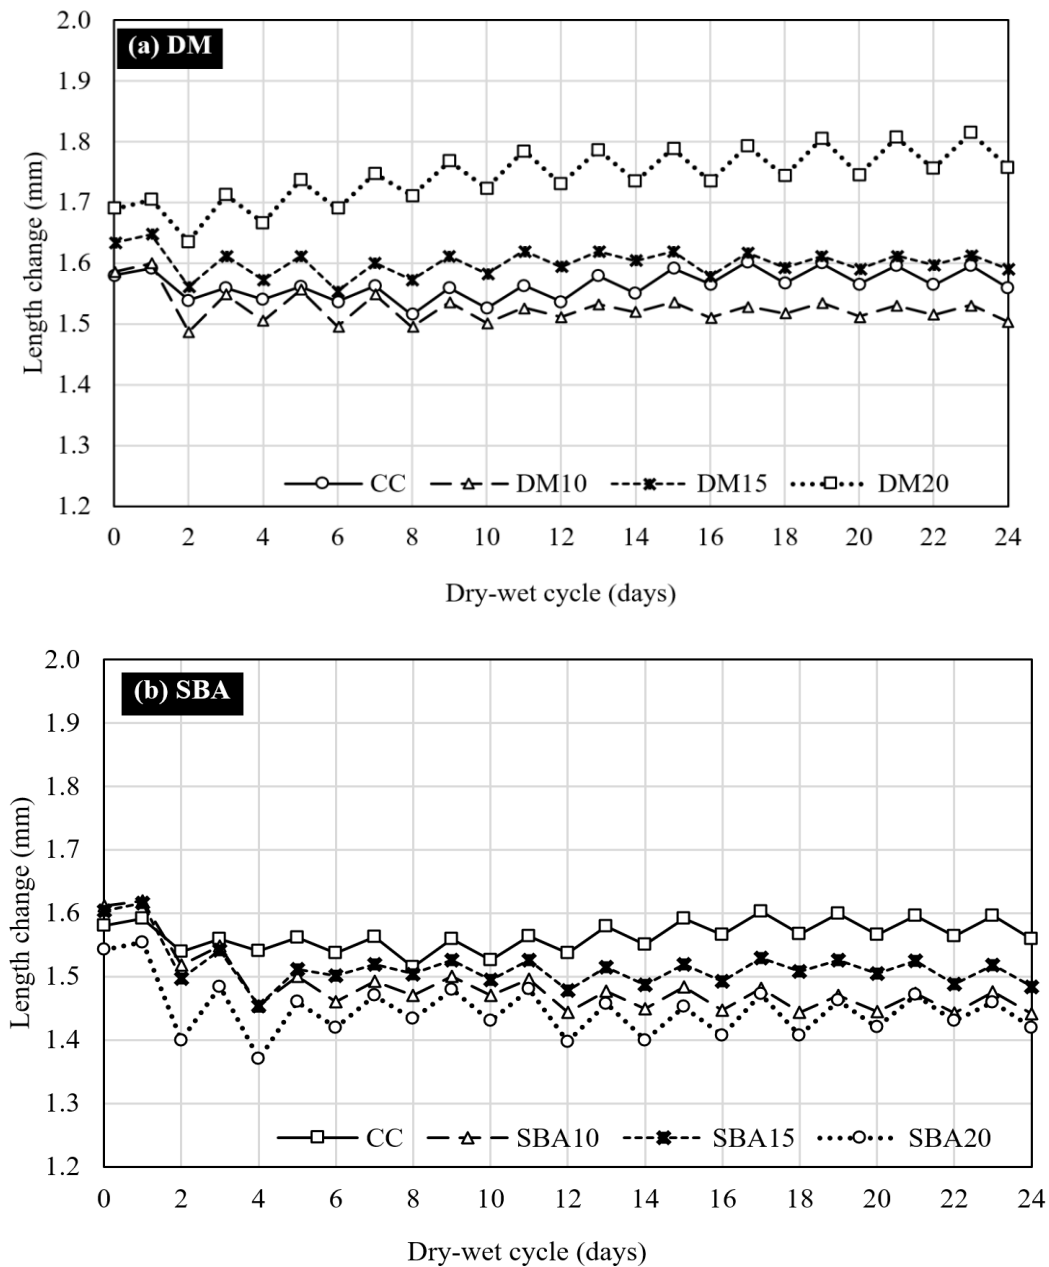 (a) DM
2.0
1.9
1.8
1.7
1.6
1.5
1.4
1.3
1.2
Length change (mm)
CC DM10 DM15 DM20
0 2 4 6 8 10 12 14 16 18 20 22 24
Dry-wet cycle (days)
(b) SBA
2.0
1.9
1.8
1.7
1.6
1.5
1.4
1.3
1.2
Length change (mm)
CC SBA10 SBA15 SBA20
0 2 4 6 8 10 12 14 16 18 20 22 24
Dry-wet cycle (days)